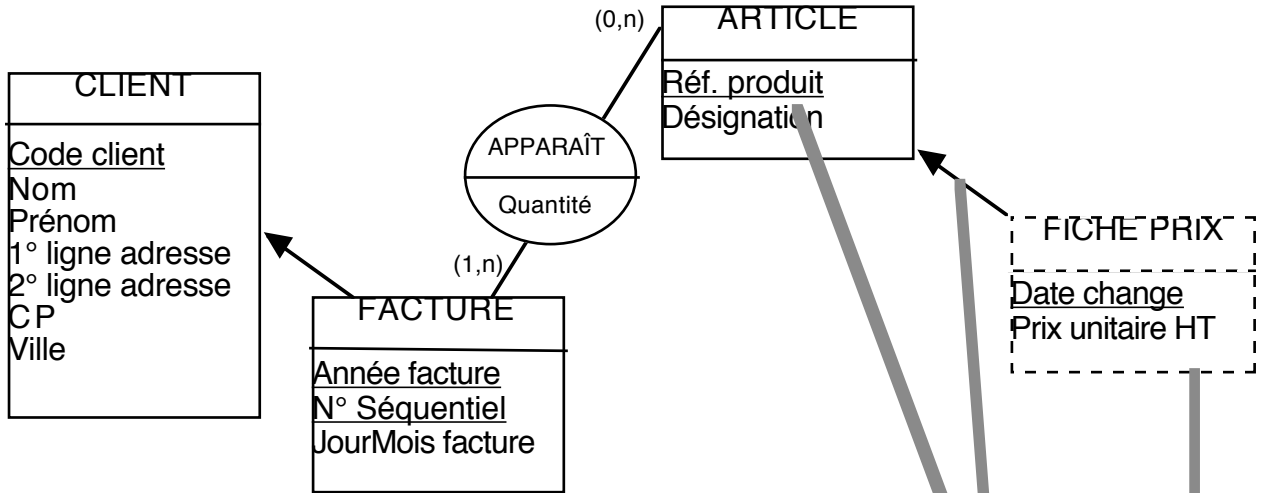 CLIENT
Code client
Nom
Prénom
1° ligne adresse
2° ligne adresse
CP
Ville
(0,n)
APPARAÎT
Quantité
(1,n)
FACTURE
Année facture
N° Séquentiel
JourMois facture
ARTICLE
Réf. produit
Désignation
FICHE PRIX
Date change
Prix unitaire HT